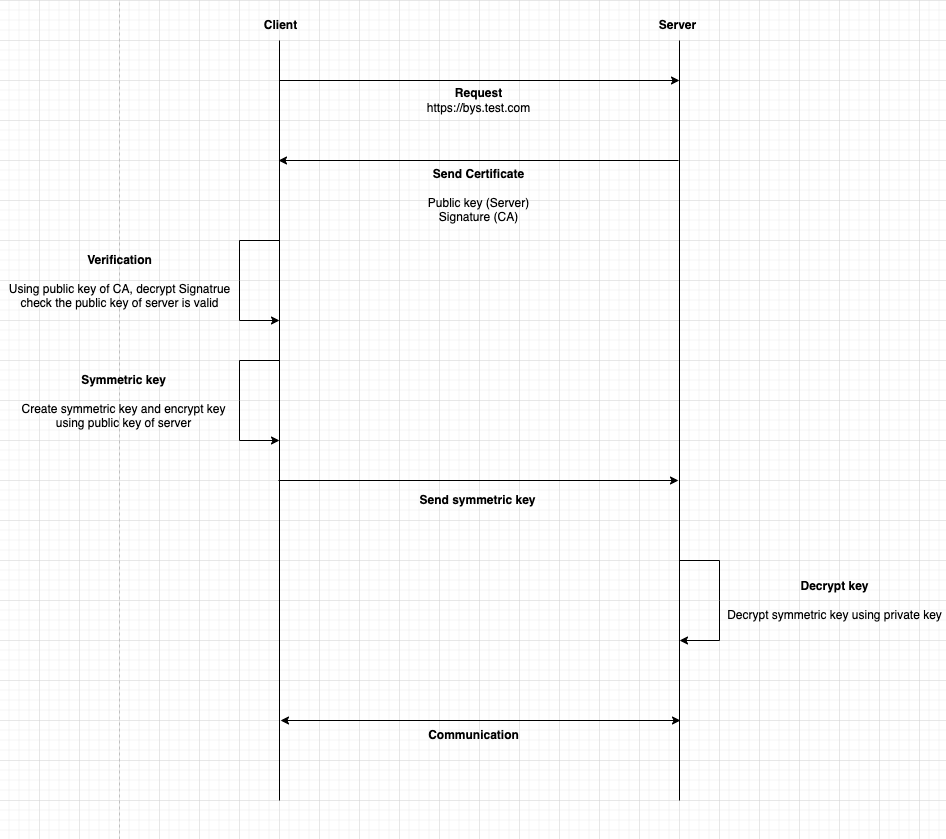 Client
Server
Request
https://bys.test.com
Send Certificate
Public key (Server)
Signature (CA)
Verification
Using public key of CA, decrypt Signatrue
check the public key of server is valid
Symmetric key
Create symmetric key and encrypt key
using public key of server
Send symmetric key
Decrypt key
Decrypt symmetric key using private key
Communication